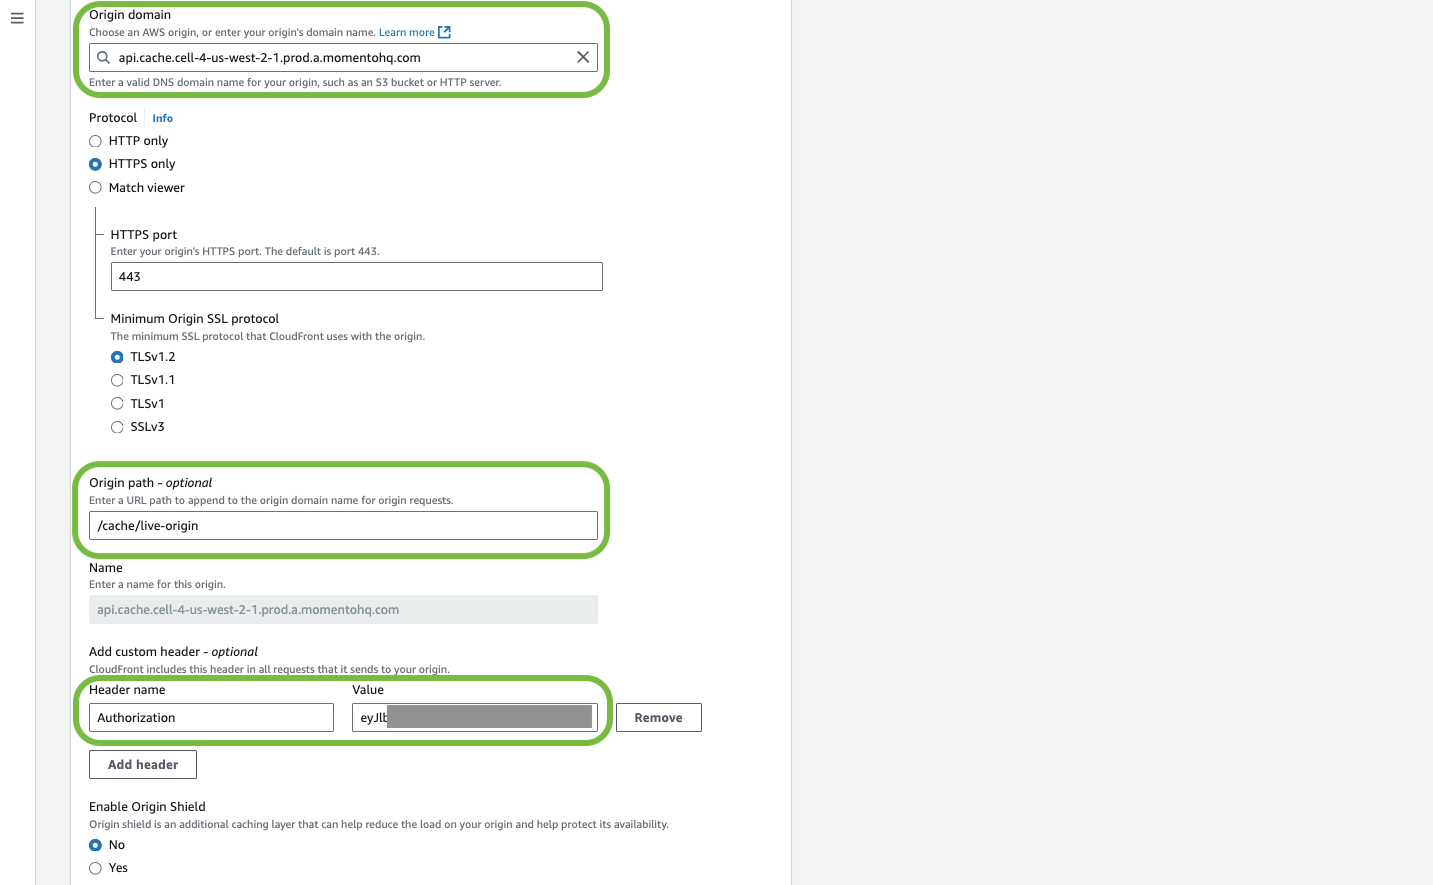 Origin domain
Choose an AWS origin, or enter your origin's domain name. Learn more
api.cache.cell-4-us-west-2-1.prod.a.momentohq.com
Enter a valid DNS domain name for your origin, such as an S3 bucket or HTTP server.
Protocol Info
HTTP only
HTTPS only
Match viewer
HTTPS port
Enter your origin's HTTPS port. The default is port 443.
443
Minimum Origin SSL protocol
The minimum SSL protocol that CloudFront uses with the origin.
TLSv1.2
TLSv1.1
TLSv1
SSLv3
Origin path - optional
Enter a URL path to append to the origin domain name for origin requests.
/cache/live-origin
Name
Enter a name for this origin.
api.cache.cell-4-us-west-2-1.prod.a.momentohq.com
Add custom header - optional
CloudFront includes this header in all requests that it sends to your origin.
Header name Value
Authorization eyJlb Remove
Add header
Enable Origin Shield
Origin shield is an additional caching layer that can help reduce the load on your origin and help protect its availability.
No
Yes